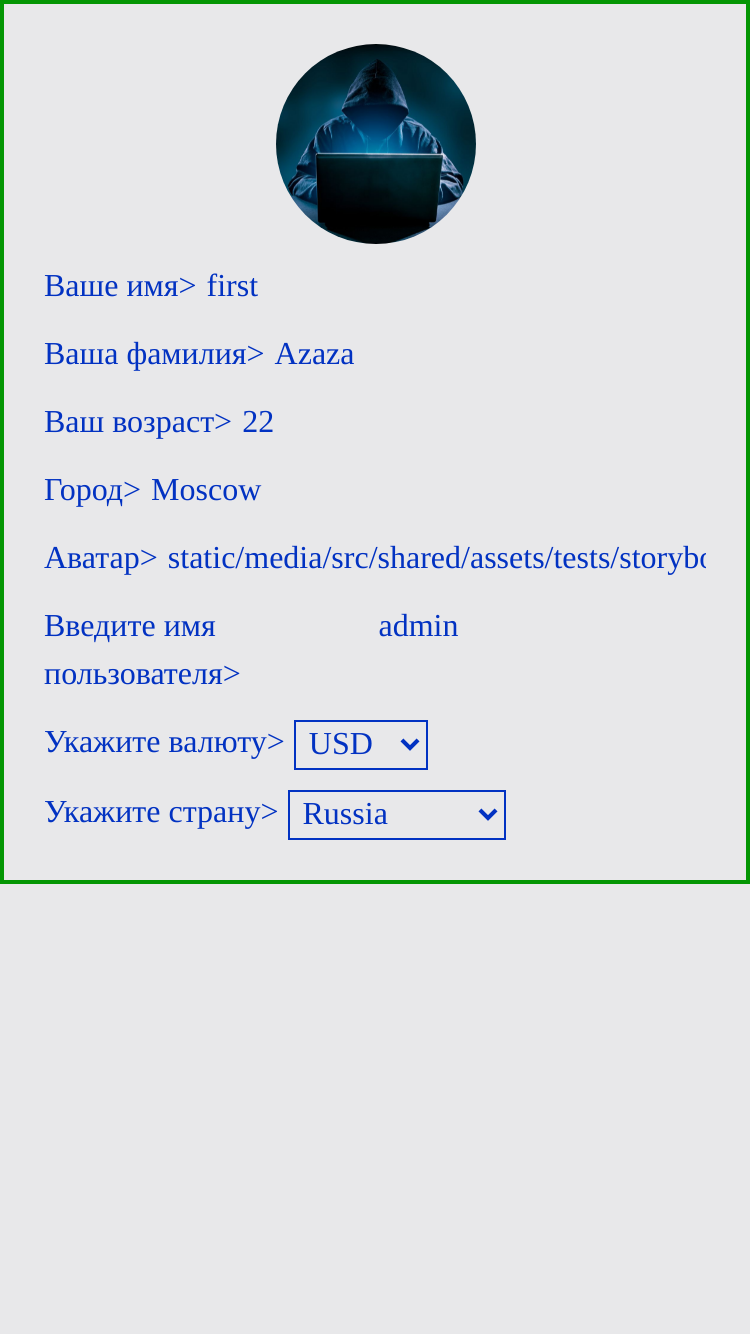 Ваше имя> first
Ваша фамилия> Azaza
Ваш возраст> 22
Город> Moscow
Аватар> static/media/src/shared/assets/tests/storybo
Введите имя admin
пользователя>
Укажите валюту> USD
Укажите страну> Russia